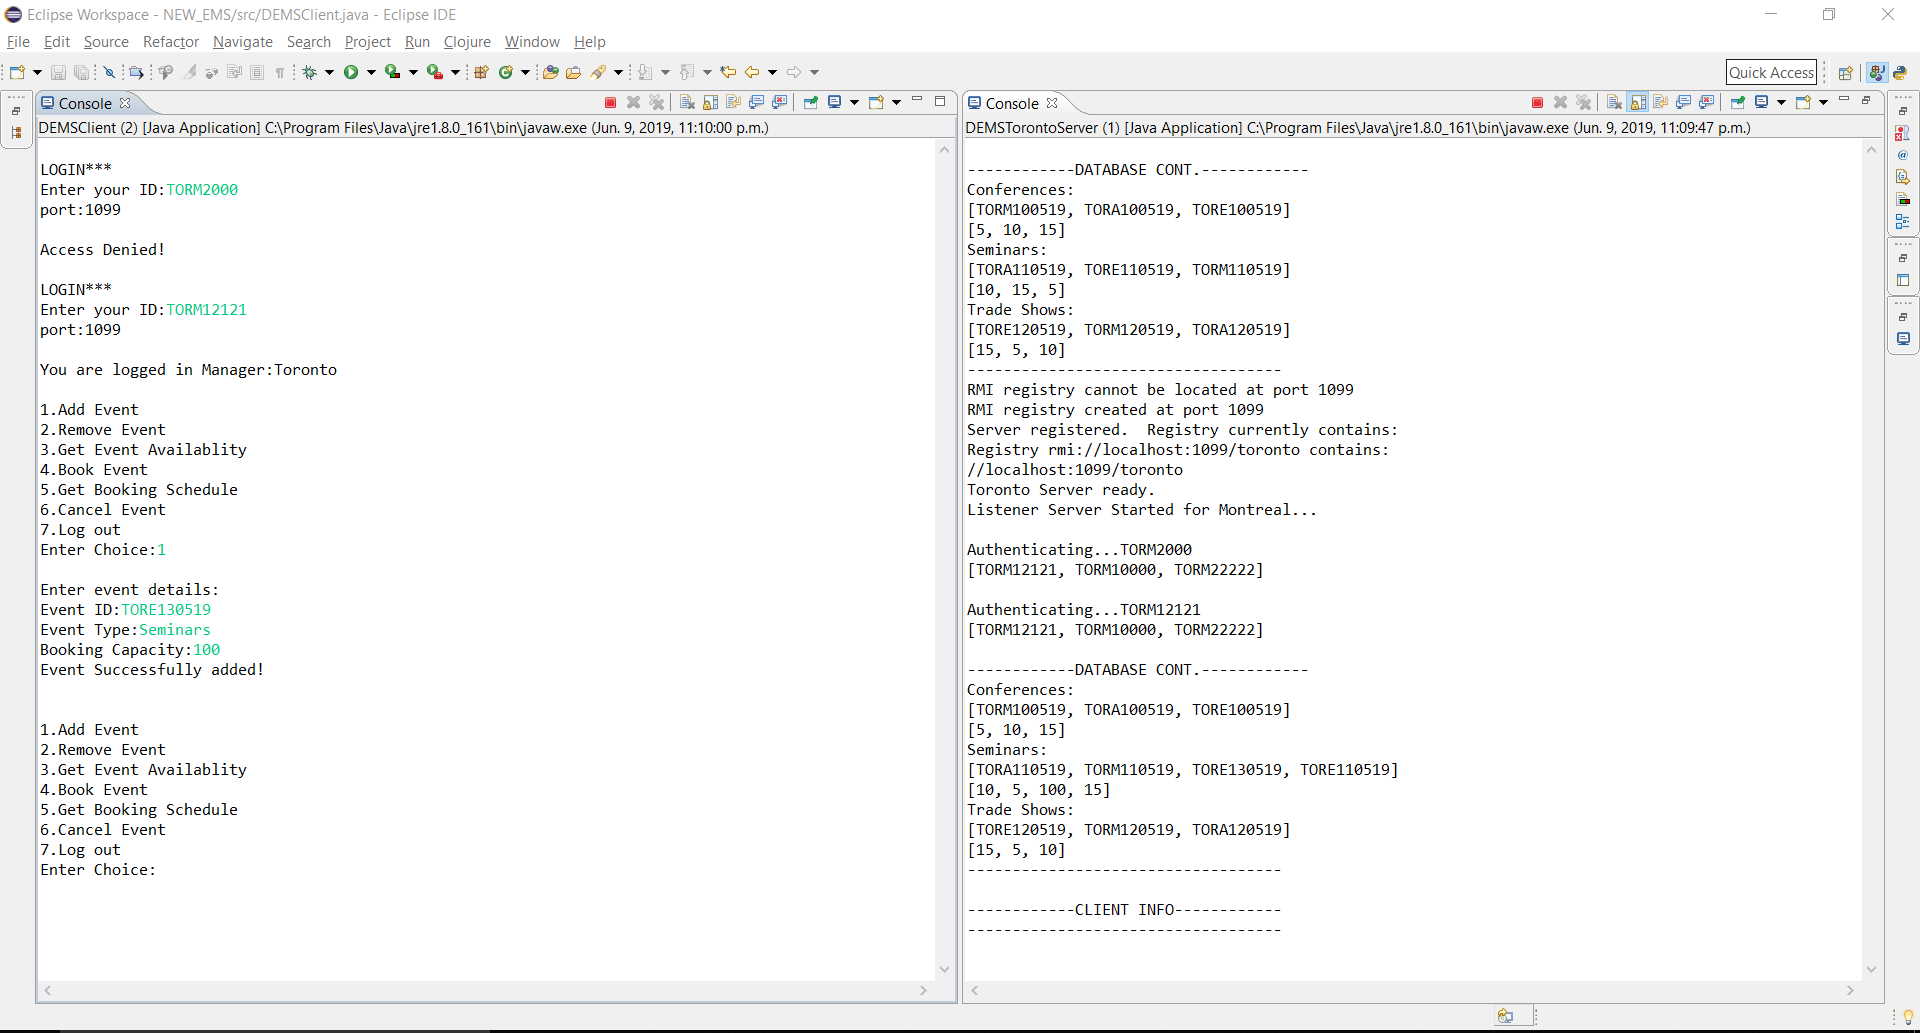 Eclipse Workspace - NEW_EMS/src/DEMSClient.java - Eclipse IDE
File Edit Source Refactor Navigate Search Project Run Clojure Window Help
Quick Access
Console
DEMSClient (2) [Java Application] C:\Program Files\Java\jre1.8.0_161\bin\javaw.exe (Jun. 9, 2019, 11:10:00 p.m.)
LOGIN***
Enter your ID:TORM2000
port:1099
Access Denied!
LOGIN***
Enter your ID:TORM12121
port:1099
You are logged in Manager:Toronto
1.Add Event
2.Remove Event
3.Get Event Availablity
4.Book Event
5.Get Booking Schedule
6.Cancel Event
7.Log out
Enter Choice:1
Enter event details:
Event ID:TORE130519
Event Type:Seminars
Booking Capacity:100
Event Successfully added!
1.Add Event
2.Remove Event
3.Get Event Availablity
4.Book Event
5.Get Booking Schedule
6.Cancel Event
7.Log out
Enter Choice:
Console
DEMSTorontoServer (1) [Java Application] C:\Program Files\Java\jre1.8.0_161\bin\javaw.exe (Jun. 9, 2019, 11:09:47 p.m.)
------------DATABASE CONT.------------
Conferences:
[TORM100519, TORA100519, TORE100519]
[5, 10, 15]
Seminars:
[TORA110519, TORE110519, TORM110519]
[10, 15, 5]
Trade Shows:
[TORE120519, TORM120519, TORA120519]
[15, 5, 10]
-----------------------------------
RMI registry cannot be located at port 1099
RMI registry created at port 1099
Server registered.  Registry currently contains:
Registry rmi://localhost:1099/toronto contains:
//localhost:1099/toronto
Toronto Server ready.
Listener Server Started for Montreal...
Authenticating...TORM2000
[TORM12121, TORM10000, TORM22222]
Authenticating...TORM12121
[TORM12121, TORM10000, TORM22222]
------------DATABASE CONT.------------
Conferences:
[TORM100519, TORA100519, TORE100519]
[5, 10, 15]
Seminars:
[TORA110519, TORM110519, TORE130519, TORE110519]
[10, 5, 100, 15]
Trade Shows:
[TORE120519, TORM120519, TORA120519]
[15, 5, 10]
-----------------------------------
------------CLIENT INFO------------
-----------------------------------